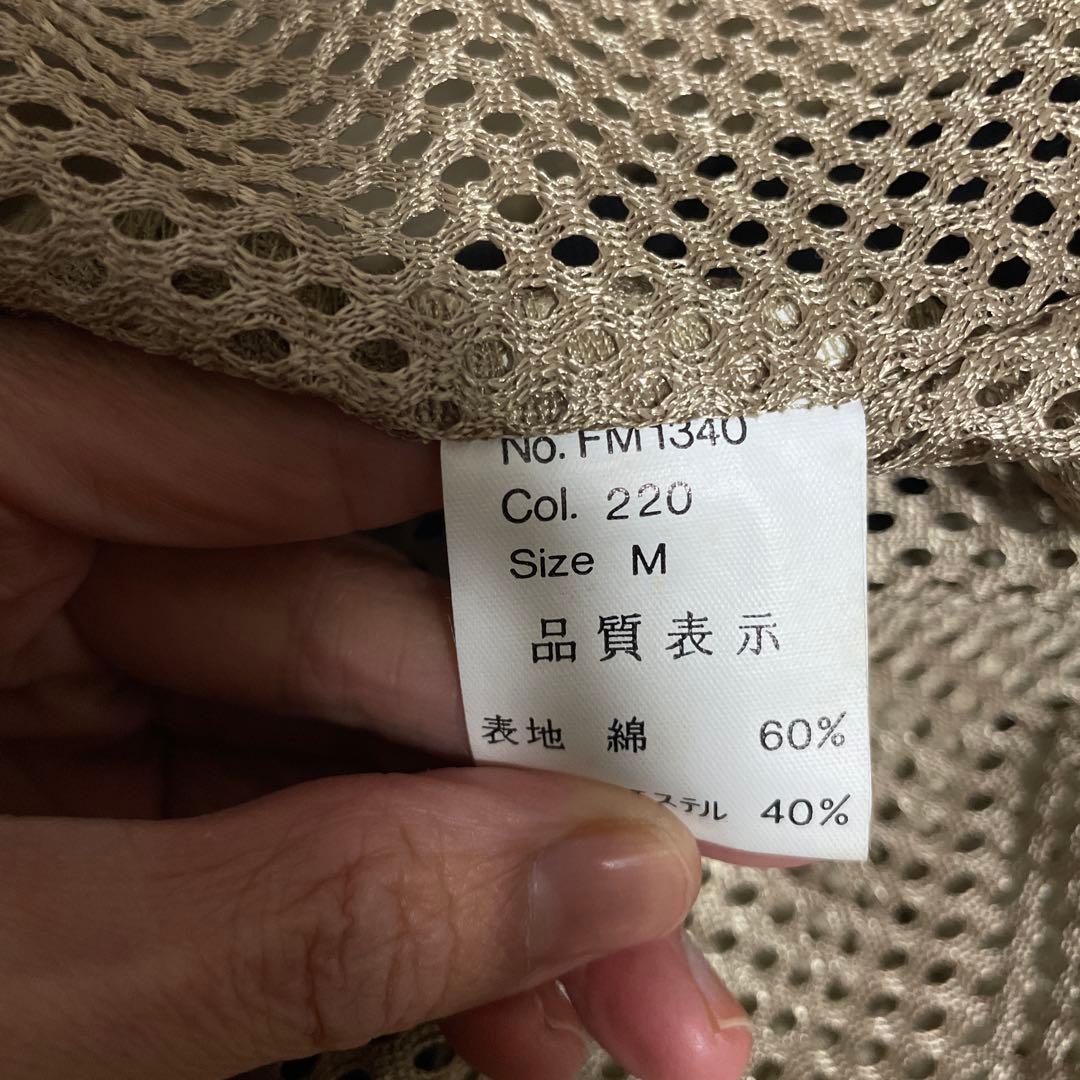 No. FM1340
Col. 220
Size M
品質表示
表地 綿 60%
エステル 40%